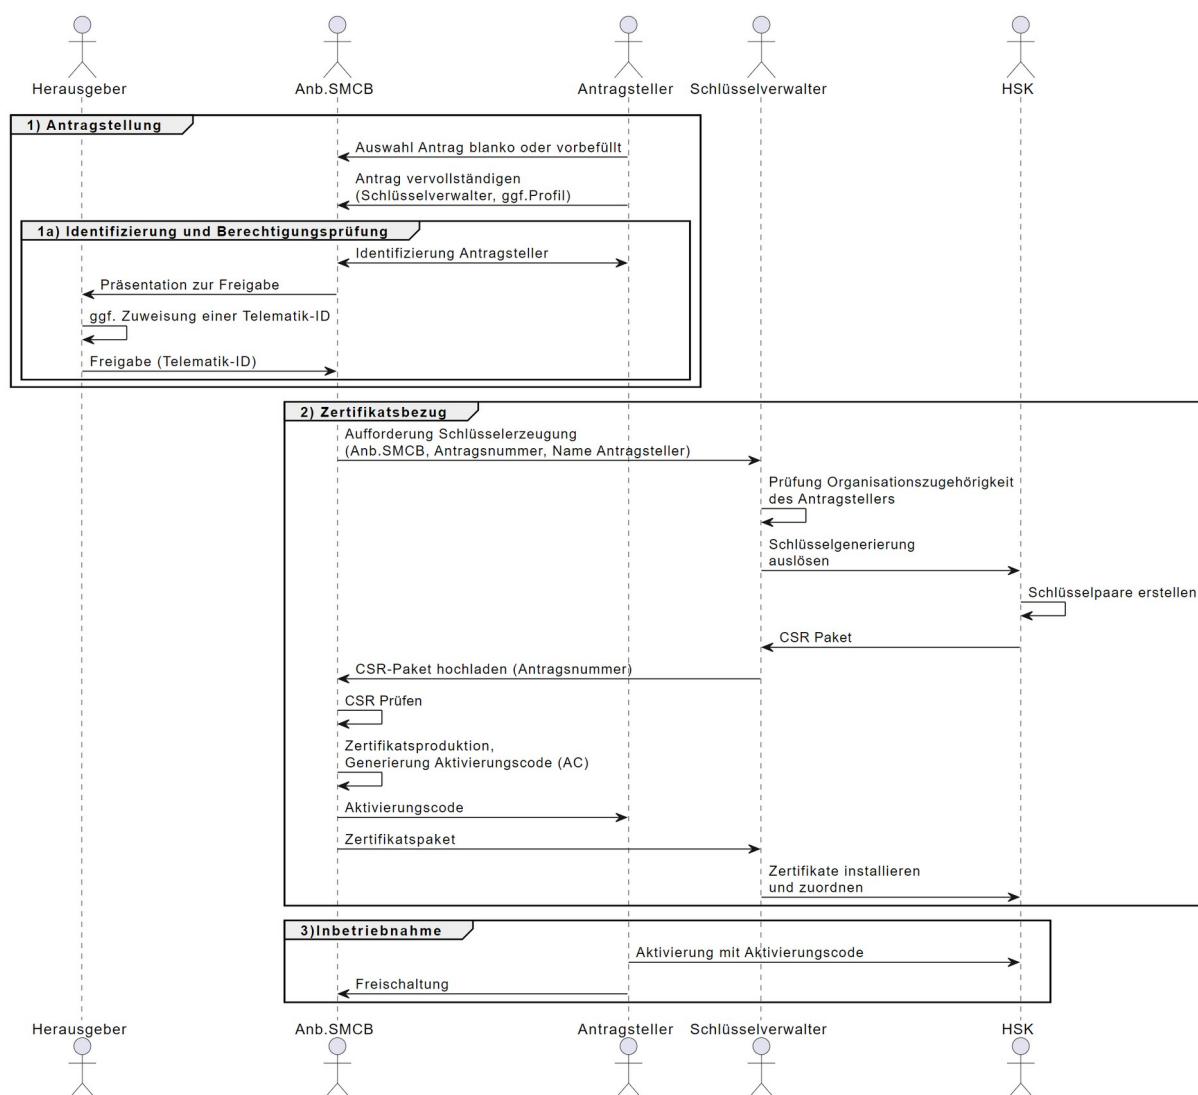 Herausgeber
Anb.SMCB
Antragsteller
Schlüsselverwalter
HSK
1) Antragstellung
Auswahl Antrag blanko oder vorbefüllt
Antrag vervollständigen
(Schlüsselverwalter, ggf.Profil)
1a) Identifizierung und Berechtigungsprüfung
Identifizierung Antragsteller
Präsentation zur Freigabe
ggf. Zuweisung einer Telematik-ID
Freigabe (Telematik-ID)
2) Zertifikatsbezug
Aufforderung Schlüsselerzeugung
(Anb.SMCB, Antragsnummer, Name Antragsteller)
Prüfung Organisationszugehörigkeit
des Antragstellers
Schlüsselgenerierung
auslösen
Schlüsselpaare erstellen
CSR Paket
CSR-Paket hochladen (Antragsnummer)
CSR Prüfen
Zertifikatsproduktion,
Generierung Aktivierungscode (AC)
Aktivierungscode
Zertifikatspaket
Zertifikate installieren
und zuordnen
3)Inbetriebnahme
Aktivierung mit Aktivierungscode
Freischaltung
Herausgeber
Anb.SMCB
Antragsteller
Schlüsselverwalter
HSK